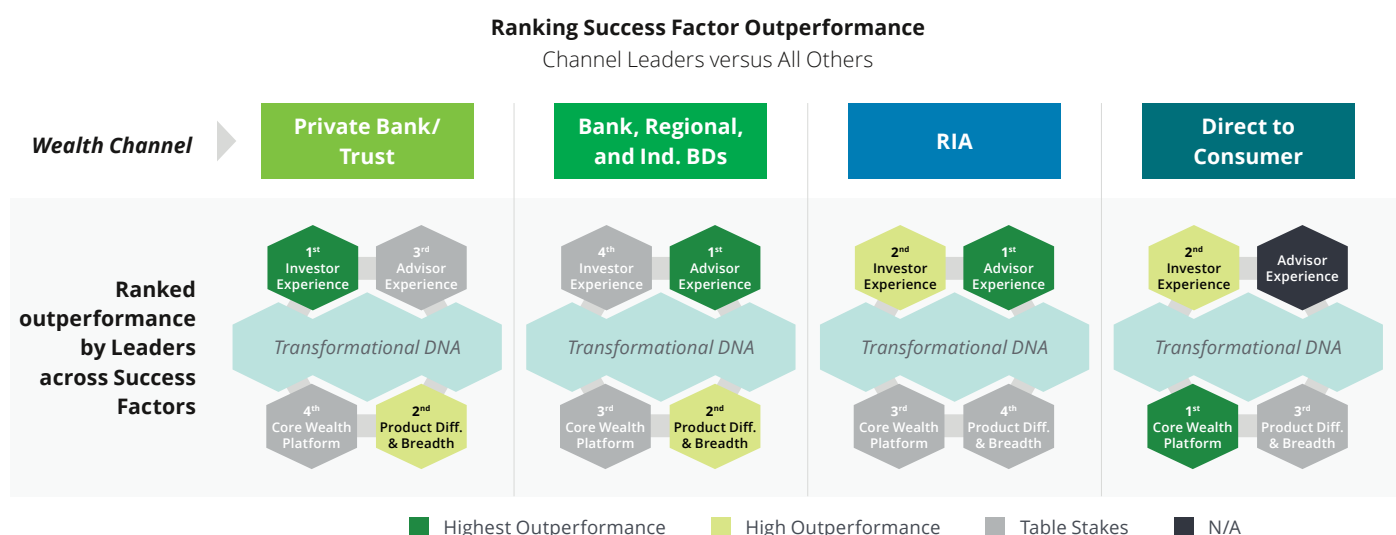 Ranking Success Factor Outperformance
Channel Leaders versus All Others
Wealth Channel
Private Bank/
Trust
Bank, Regional,
and Ind. BDs
RIA
Direct to
Consumer
Ranked
outperformance
by Leaders
across Success
Factors
1st
Investor
Experience
3rd
Advisor
Experience
Transformational DNA
4th
Core Wealth
Platform
2nd
Product Diff.
& Breadth
4th
Investor
Experience
1st
Advisor
Experience
Transformational DNA
3rd
Core Wealth
Platform
2nd
Product Diff.
& Breadth
2nd
Investor
Experience
1st
Advisor
Experience
Transformational DNA
3rd
Core Wealth
Platform
4th
Product Diff.
& Breadth
2nd
Investor
Experience
Advisor
Experience
Transformational DNA
1st
Core Wealth
Platform
3rd
Product Diff.
& Breadth
Highest Outperformance
High Outperformance
Table Stakes
N/A